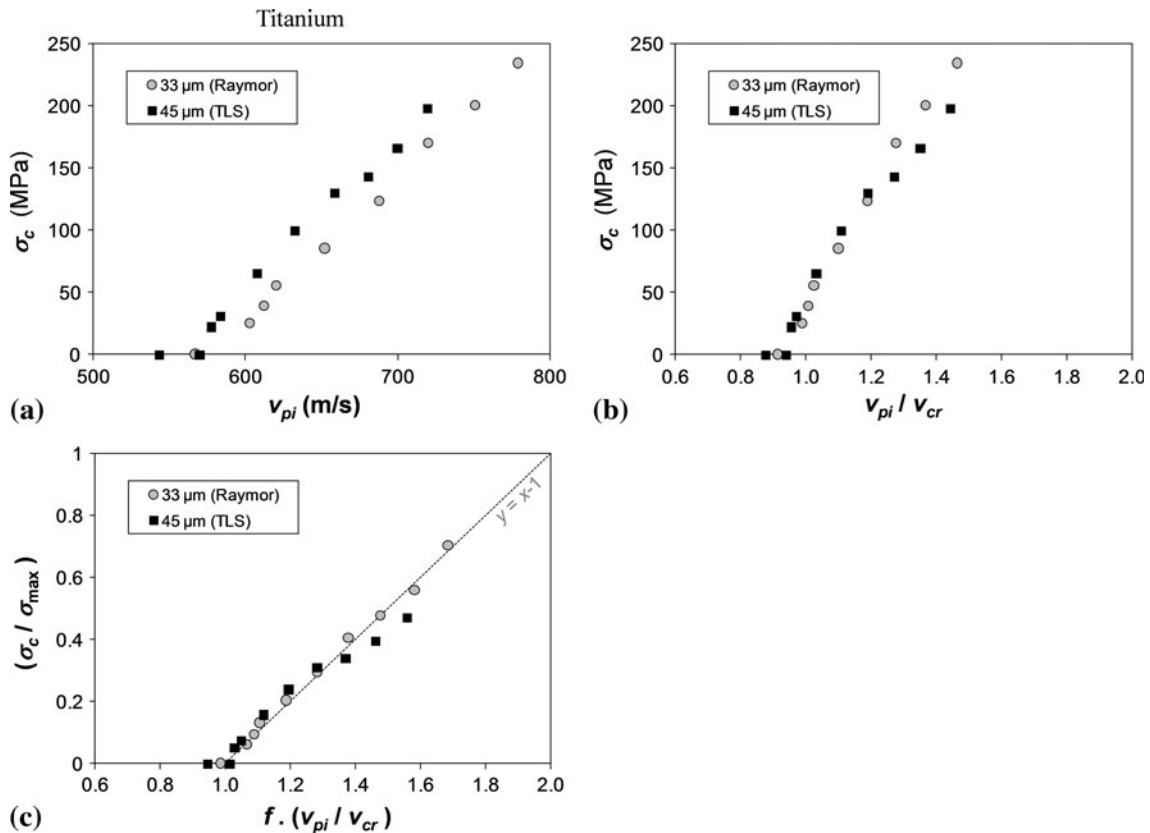 Titanium
250
200
150
100
50
0
σc (MPa)
33 µm (Raymor)
45 µm (TLS)
500 600 700 800
vpi (m/s)
(a)
250
200
150
100
50
0
σc (MPa)
33 µm (Raymor)
45 µm (TLS)
0.6 0.8 1.0 1.2 1.4 1.6 1.8 2.0
vpi / vcr
(b)
1
0.8
0.6
0.4
0.2
0
(σc / σmax)
33 µm (Raymor)
45 µm (TLS)
y = x-1
0.6 0.8 1.0 1.2 1.4 1.6 1.8 2.0
f . (vpi / vcr )
(c)